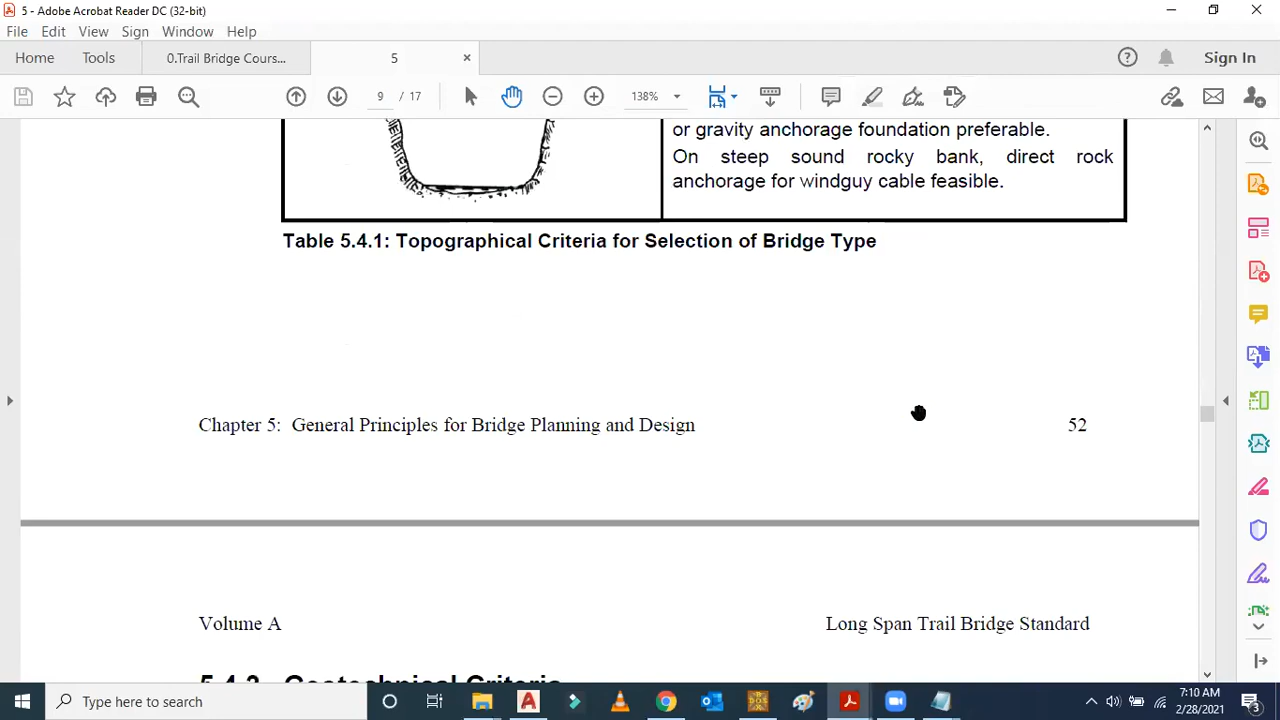 5 - Adobe Acrobat Reader DC (32-bit)
File Edit View Sign Window Help
Home Tools 0.Trail Bridge Cours... 5 Sign In
9 / 17 138%
or gravity anchorage foundation preferable.
On steep sound rocky bank, direct rock
anchorage for windguy cable feasible.
Table 5.4.1: Topographical Criteria for Selection of Bridge Type
Chapter 5: General Principles for Bridge Planning and Design 52
Volume A Long Span Trail Bridge Standard
Geotechnical Criteria
Type here to search
7:10 AM
2/28/2021
3